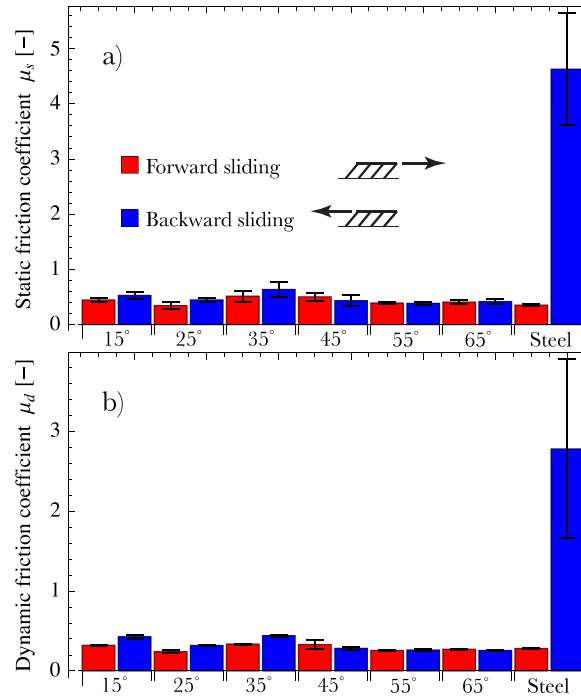 Static friction coefficient μs [–]
a)
5
4
3
2
1
0
Forward sliding
Backward sliding
15° 25° 35° 45° 55° 65° Steel
Dynamic friction coefficient μd [–]
b)
3
2
1
0
15° 25° 35° 45° 55° 65° Steel